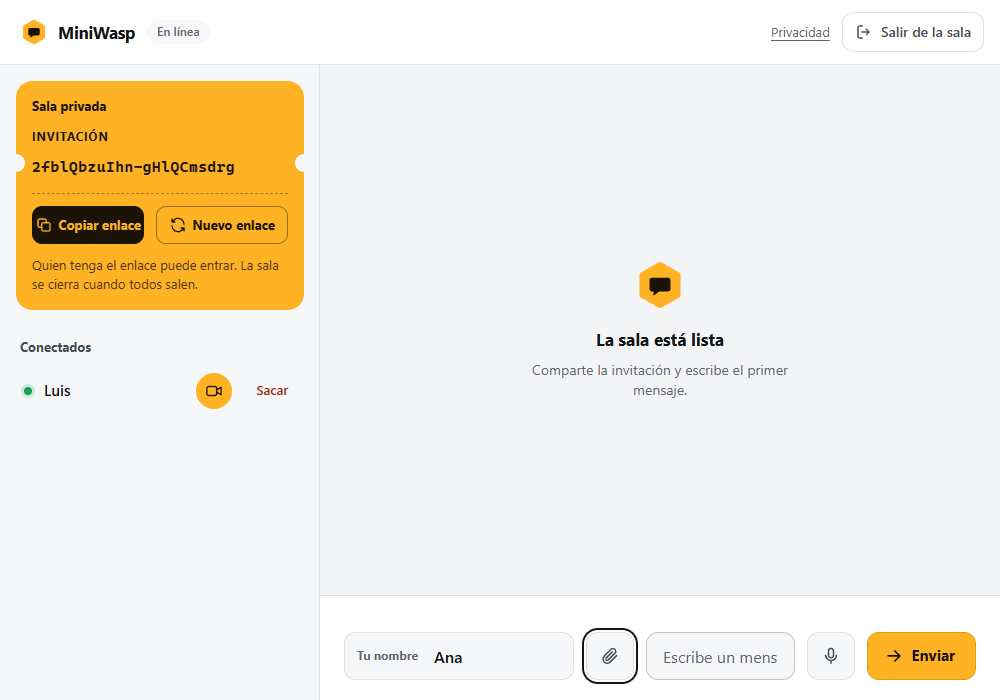 MiniWasp
En línea
Privacidad
Salir de la sala
Sala privada
INVITACIÓN
2fblQbzuIhn-gHlQCmsdrg
Copiar enlace
Nuevo enlace
Quien tenga el enlace puede entrar. La sala
se cierra cuando todos salen.
Conectados
Luis
Sacar
La sala está lista
Comparte la invitación y escribe el primer
mensaje.
Tu nombre
Ana
Escribe un mens
Enviar